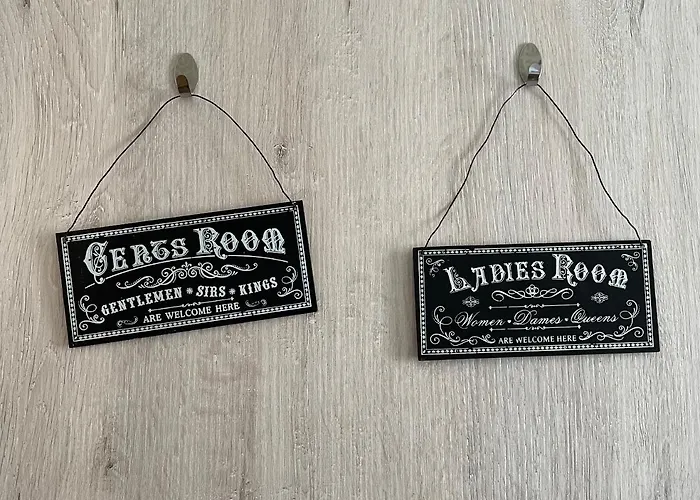 GENTS ROOM
GENTLEMEN * SIRS * KINGS
ARE WELCOME HERE
LADIES ROOM
Women • Dames • Queens
ARE WELCOME HERE